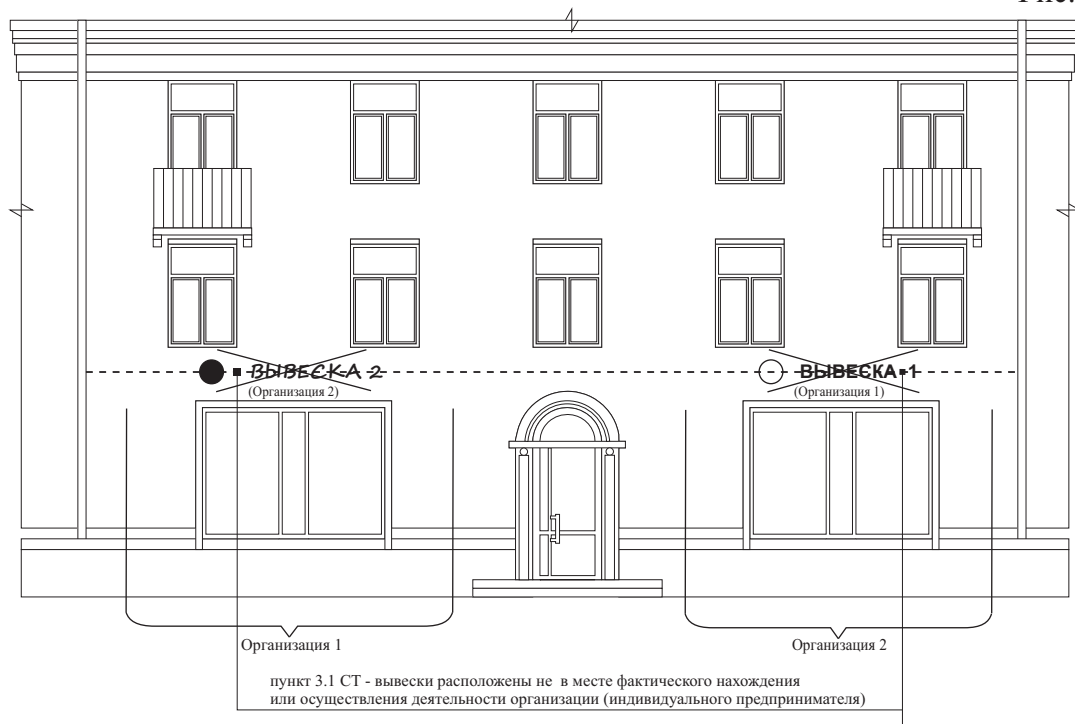 ВЫВЕСКА 2
(Организация 2)
ВЫВЕСКА 1
(Организация 1)
Организация 1
Организация 2
пункт 3.1 СТ - вывески расположены не в месте фактического нахождения
или осуществления деятельности организации (индивидуального предпринимателя)